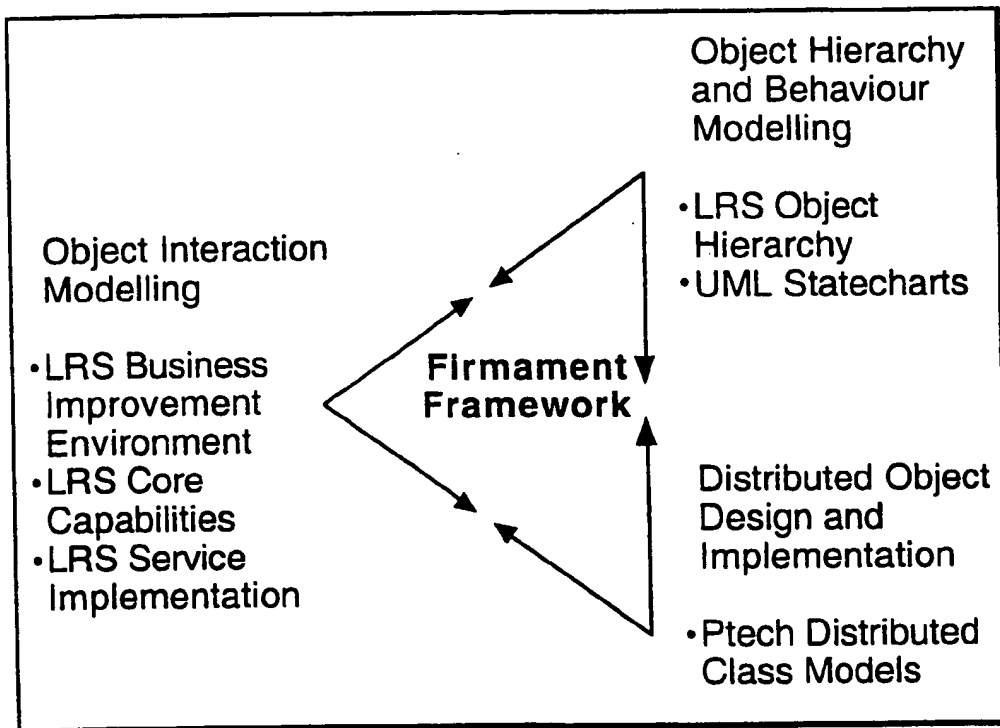 Object Hierarchy
and Behaviour
Modelling
•LRS Object
Hierarchy
•UML Statecharts
Object Interaction
Modelling
•LRS Business
Improvement
Environment
•LRS Core
Capabilities
•LRS Service
Implementation
Firmament
Framework
Distributed Object
Design and
Implementation
•Ptech Distributed
Class Models